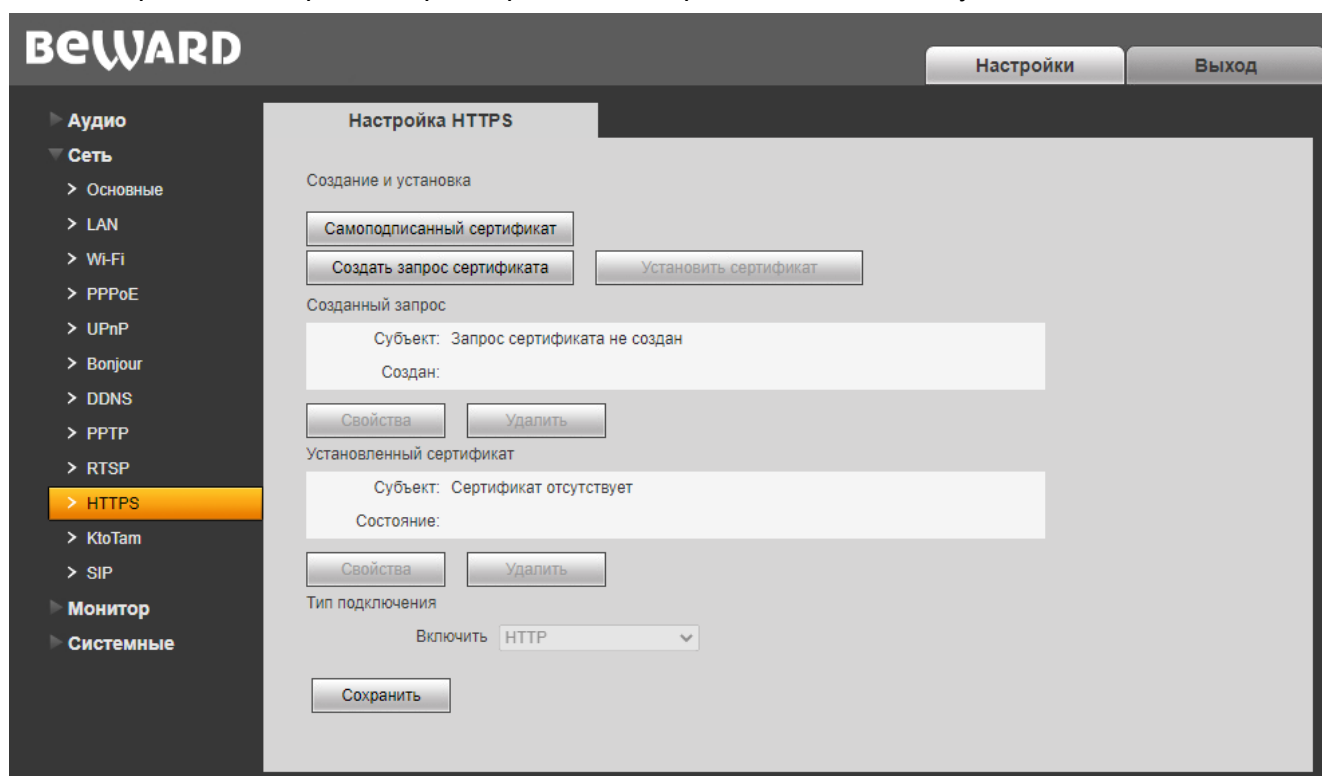 BEWARD
Настройки
Выход
Аудио
Сеть
> Основные
> LAN
> Wi-Fi
> PPPoE
> UPnP
> Bonjour
> DDNS
> PPTP
> RTSP
> HTTPS
> KtoTam
> SIP
Монитор
Системные
Настройка HTTPS
Создание и установка
Самоподписанный сертификат
Создать запрос сертификата Установить сертификат
Созданный запрос
Субъект: Запрос сертификата не создан
Создан:
Свойства Удалить
Установленный сертификат
Субъект: Сертификат отсутствует
Состояние:
Свойства Удалить
Тип подключения
Включить HTTP
Сохранить